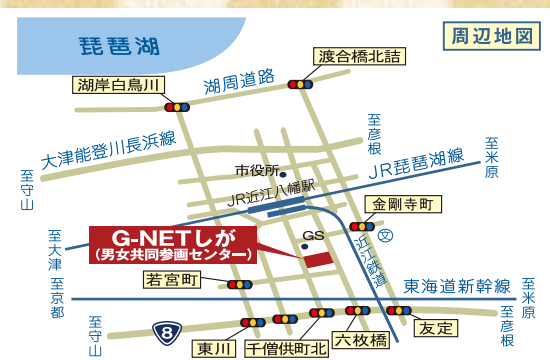 周辺地図
琵琶湖
渡合橋北詰
湖岸白鳥川
湖周道路
至彦根
大津能登川長浜線
至米原
JR琵琶湖線
市役所
至守山
JR近江八幡駅
金剛寺町
文
至大津
G-NETしが
(男女共同参画センター)
GS
近江鉄道
若宮町
至京都
東海道新幹線
至米原
至守山
8
東川
千僧供町北
六枚橋
友定
至彦根